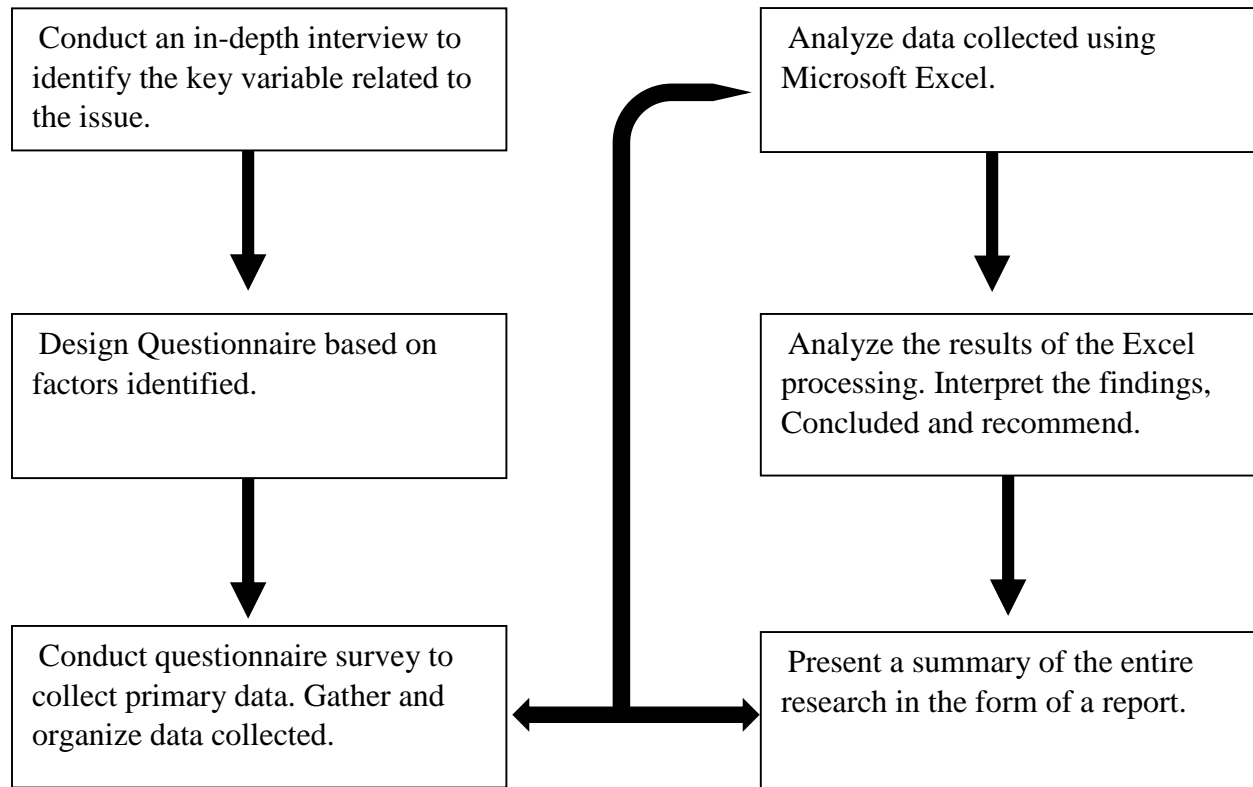 Conduct an in-depth interview to
identify the key variable related to
the issue.
Design Questionnaire based on
factors identified.
Conduct questionnaire survey to
collect primary data. Gather and
organize data collected.
Analyze data collected using
Microsoft Excel.
Analyze the results of the Excel
processing. Interpret the findings,
Concluded and recommend.
Present a summary of the entire
research in the form of a report.